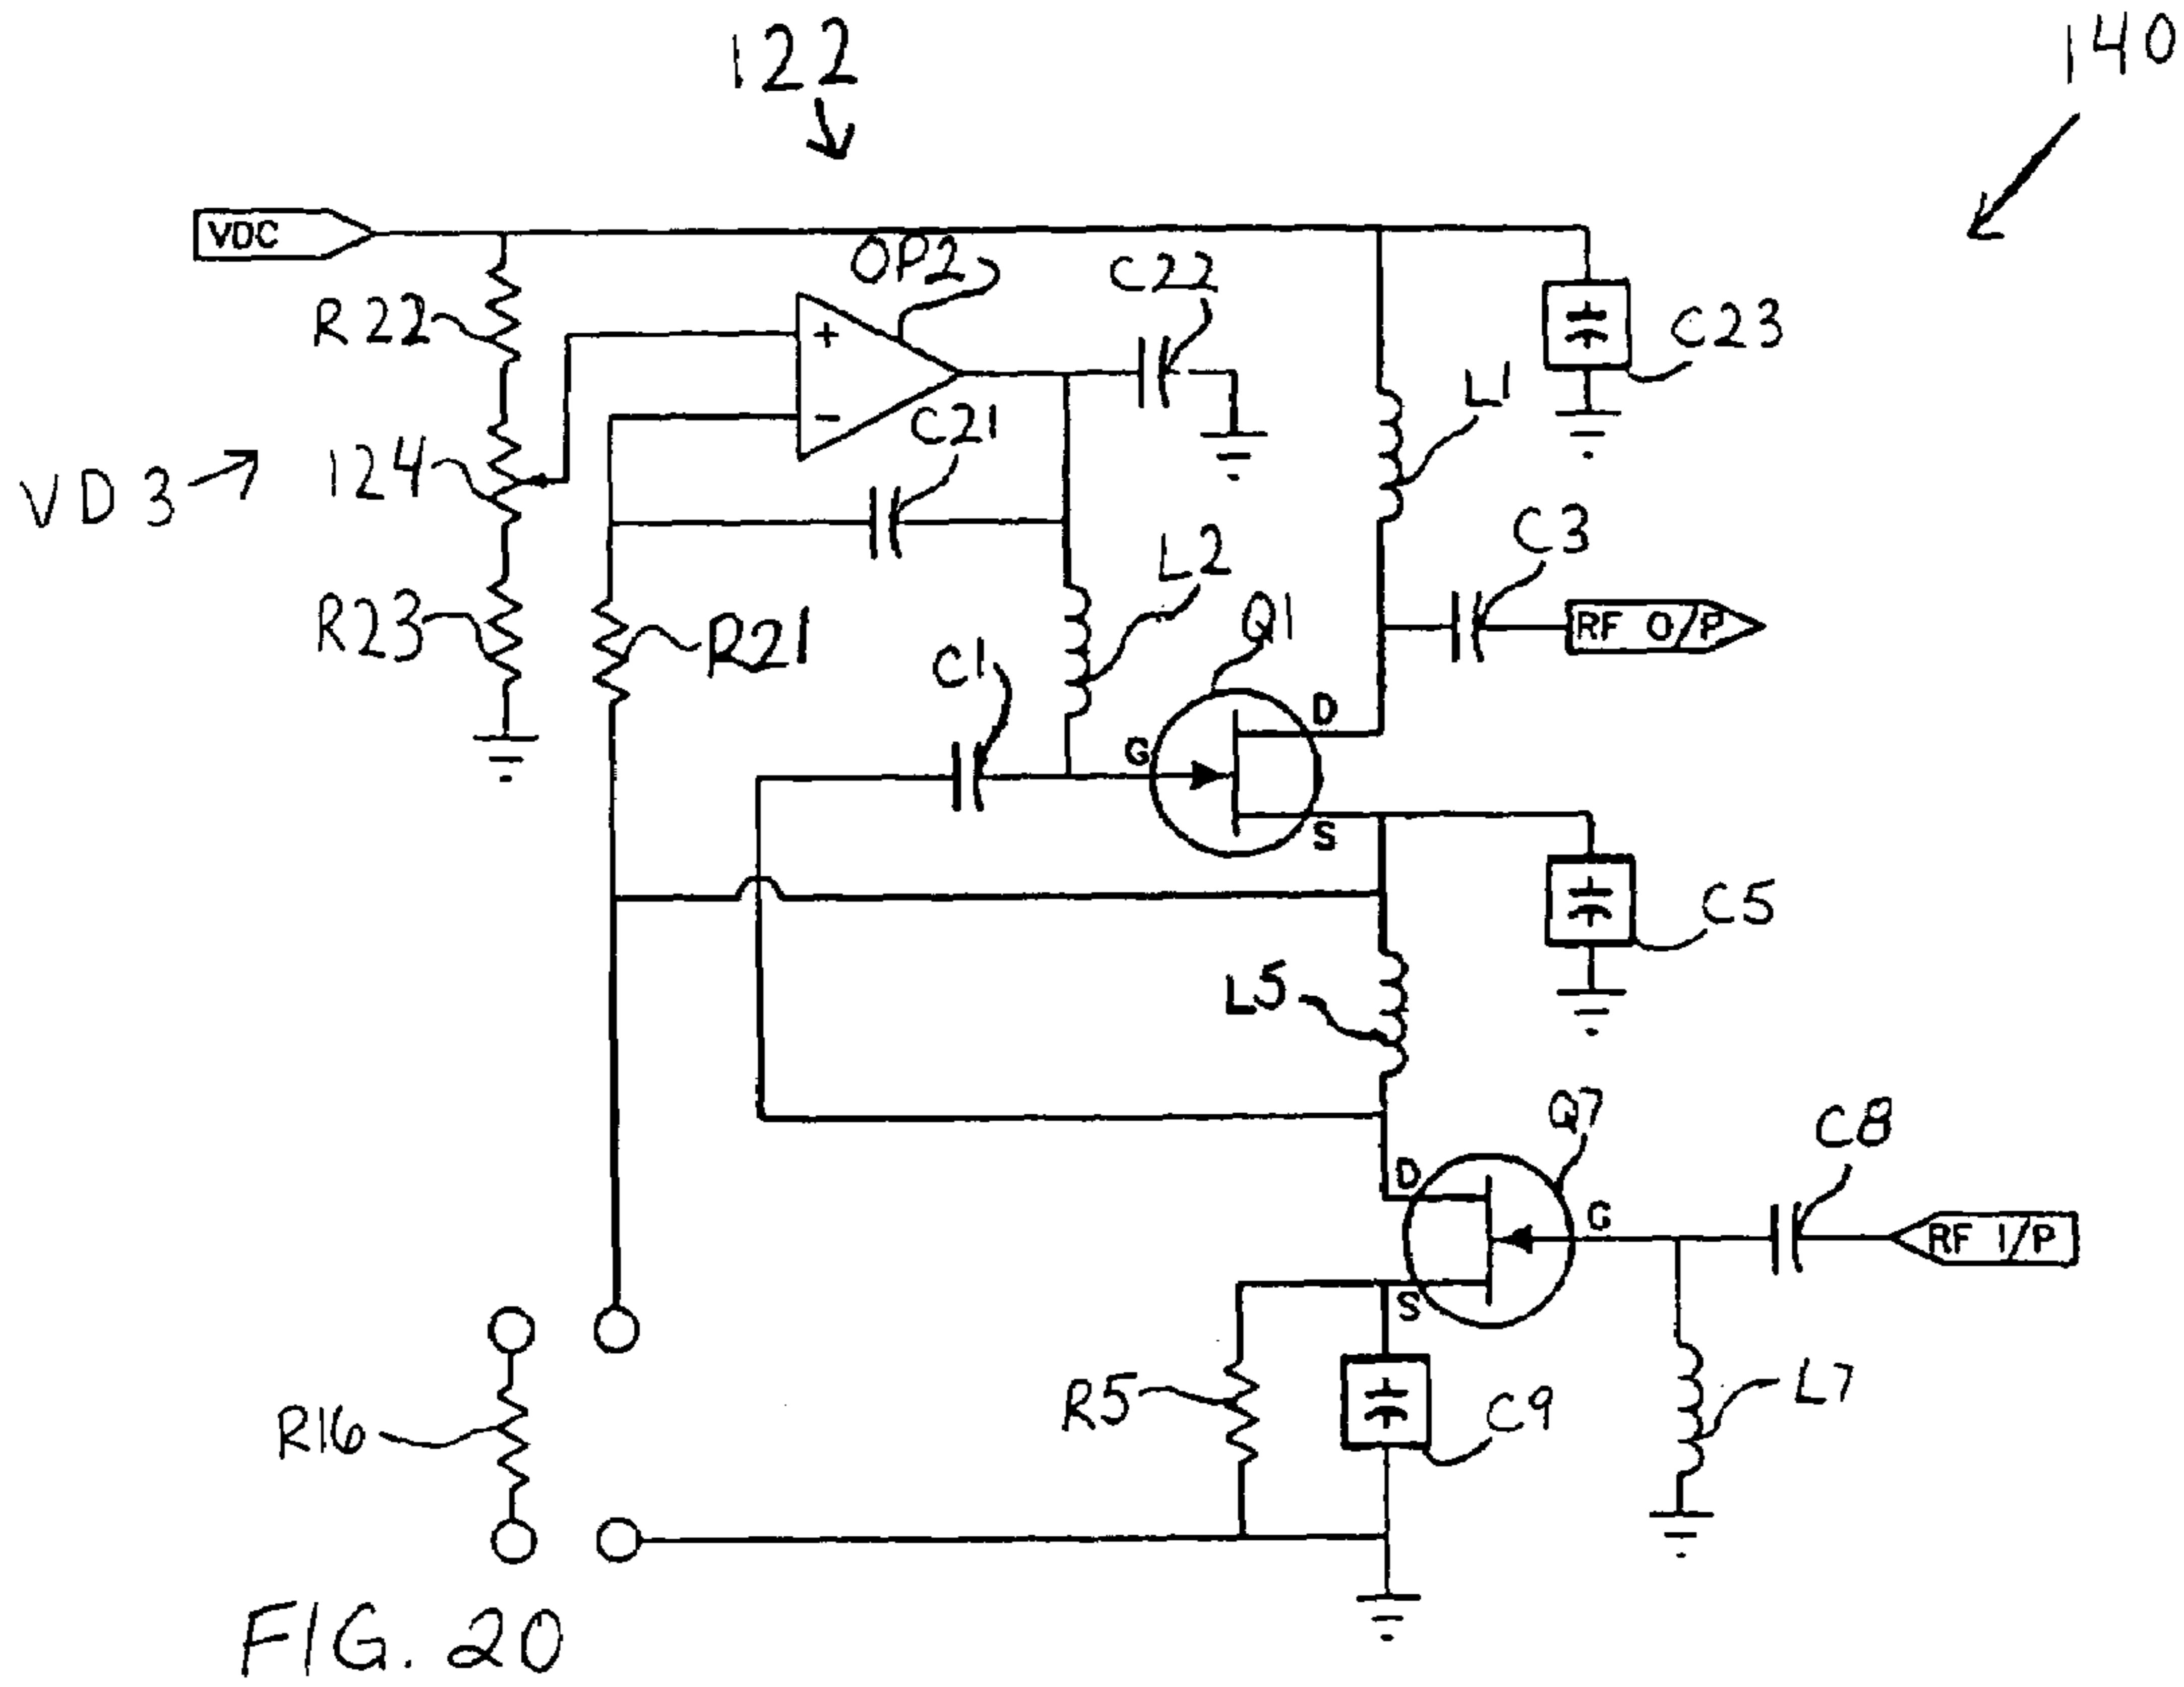 122
140
VDC
OP2
C22
R22
C23
L1
+
-
C21
VD3
124
C3
L2
Q1
RF O/P
R23
R21
C1
D
G
S
C5
L5
Q7
C8
D
G
RF I/P
S
R5
C9
L7
R16
FIG. 20